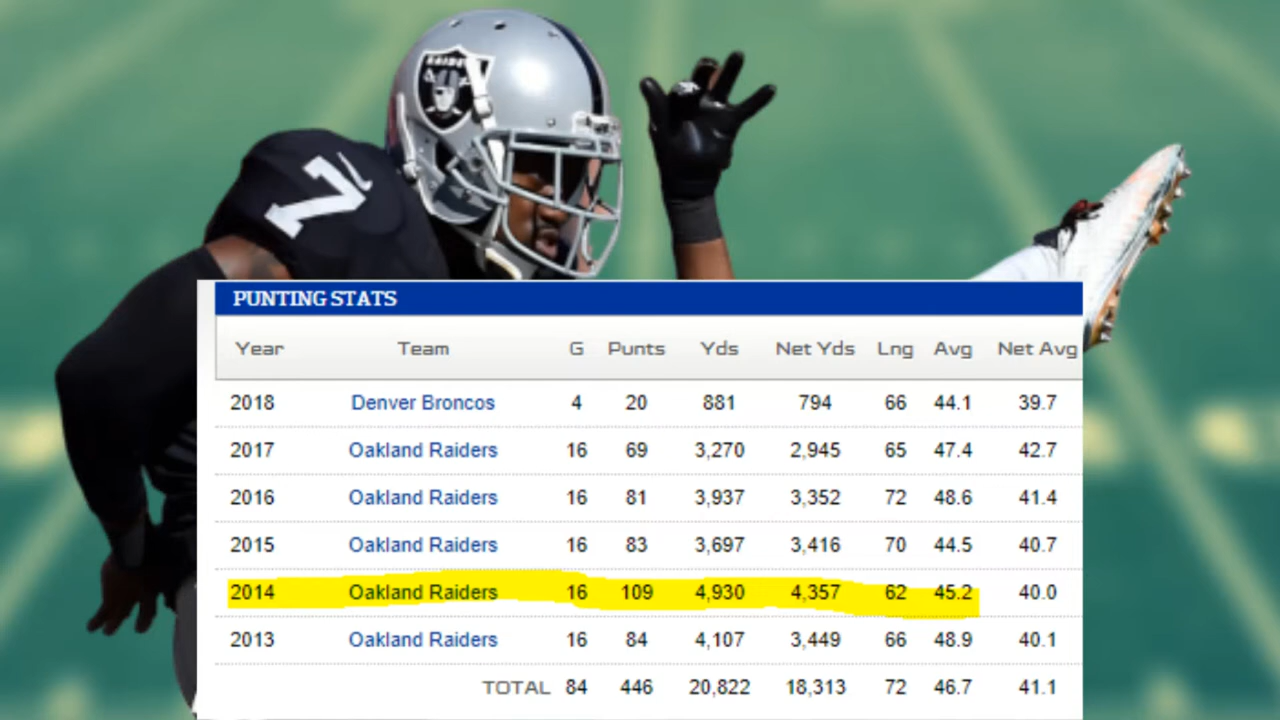 RAIDERS
7
PUNTING STATS
Year Team G Punts Yds Net Yds Lng Avg Net Avg
2018 Denver Broncos 4 20 881 794 66 44.1 39.7
2017 Oakland Raiders 16 69 3,270 2,945 65 47.4 42.7
2016 Oakland Raiders 16 81 3,937 3,352 72 48.6 41.4
2015 Oakland Raiders 16 83 3,697 3,416 70 44.5 40.7
2014 Oakland Raiders 16 109 4,930 4,357 62 45.2 40.0
2013 Oakland Raiders 16 84 4,107 3,449 66 48.9 40.1
TOTAL 84 446 20,822 18,313 72 46.7 41.1